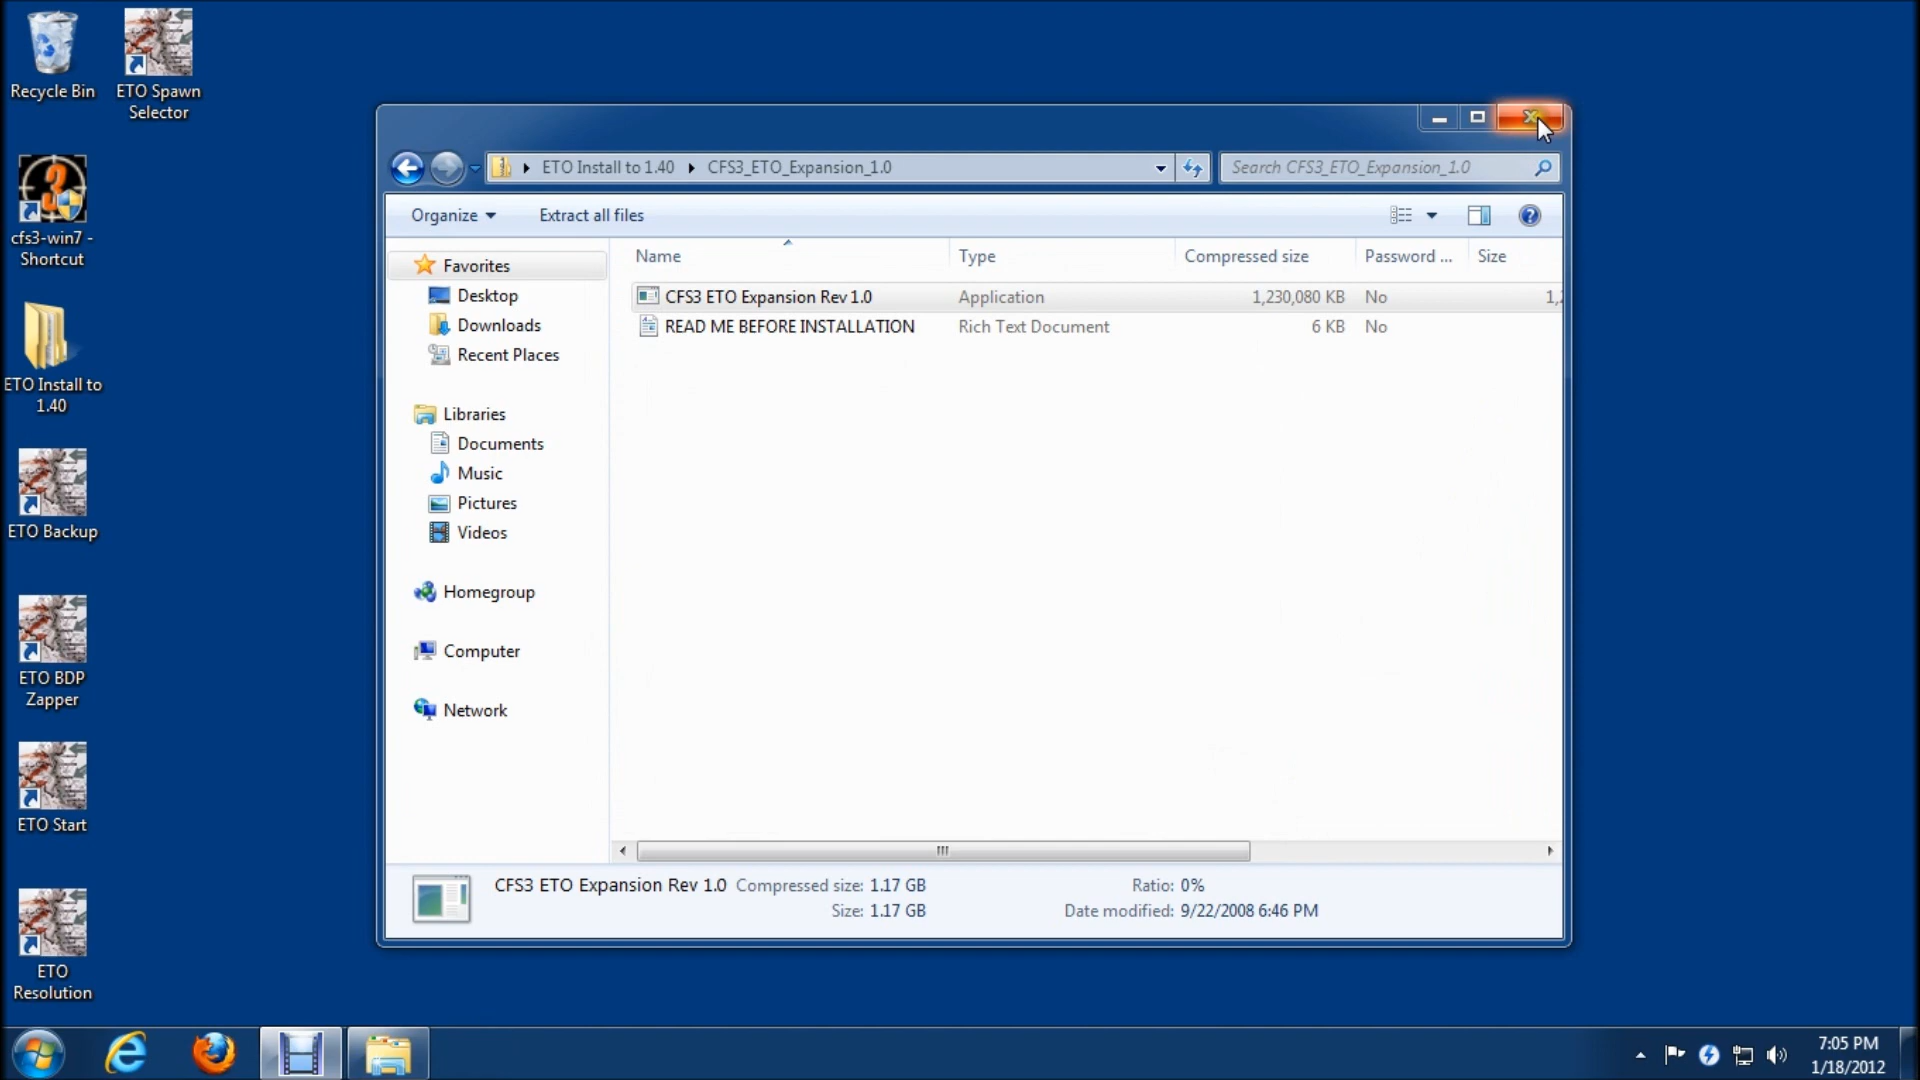 Recycle Bin
ETO Spawn
Selector
cfs3-win7 -
Shortcut
ETO Install to
1.40
ETO Backup
ETO BDP
Zapper
ETO Start
ETO
Resolution
ETO Install to 1.40 CFS3_ETO_Expansion_1.0
Search CFS3_ETO_Expansion_1.0
Organize Extract all files
Favorites
Desktop
Downloads
Recent Places
Libraries
Documents
Music
Pictures
Videos
Homegroup
Computer
Network
Name Type Compressed size Password ... Size
CFS3 ETO Expansion Rev 1.0 Application 1,230,080 KB No
READ ME BEFORE INSTALLATION Rich Text Document 6 KB No
CFS3 ETO Expansion Rev 1.0 Compressed size: 1.17 GB Ratio: 0%
Size: 1.17 GB Date modified: 9/22/2008 6:46 PM
7:05 PM
1/18/2012